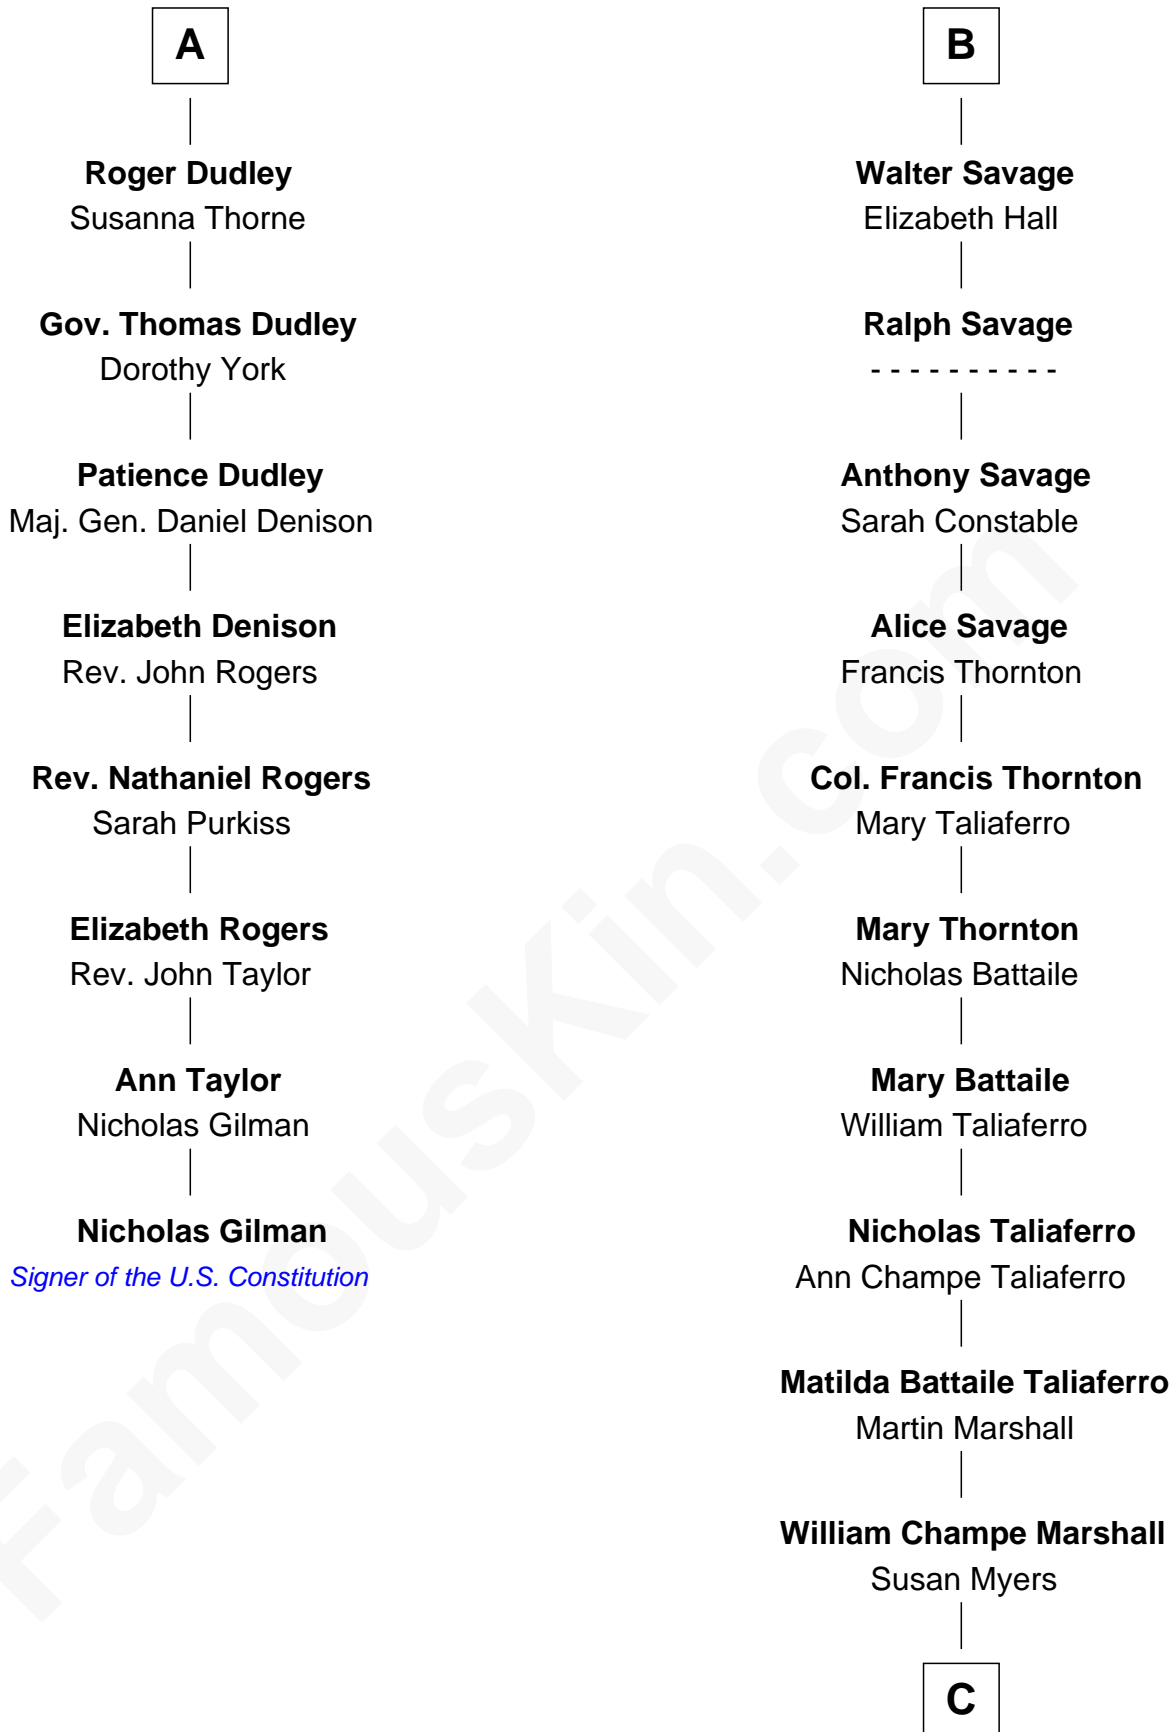 A
Roger Dudley
Susanna Thorne
Gov. Thomas Dudley
Dorothy York
Patience Dudley
Maj. Gen. Daniel Denison
Elizabeth Denison
Rev. John Rogers
Rev. Nathaniel Rogers
Sarah Purkiss
Elizabeth Rogers
Rev. John Taylor
Ann Taylor
Nicholas Gilman
Nicholas Gilman
Signer of the U.S. Constitution
B
Walter Savage
Elizabeth Hall
Ralph Savage
- - - - - - - - - -
Anthony Savage
Sarah Constable
Alice Savage
Francis Thornton
Col. Francis Thornton
Mary Taliaferro
Mary Thornton
Nicholas Battaile
Mary Battaile
William Taliaferro
Nicholas Taliaferro
Ann Champe Taliaferro
Matilda Battaile Taliaferro
Martin Marshall
William Champe Marshall
Susan Myers
C
FamousKin.com